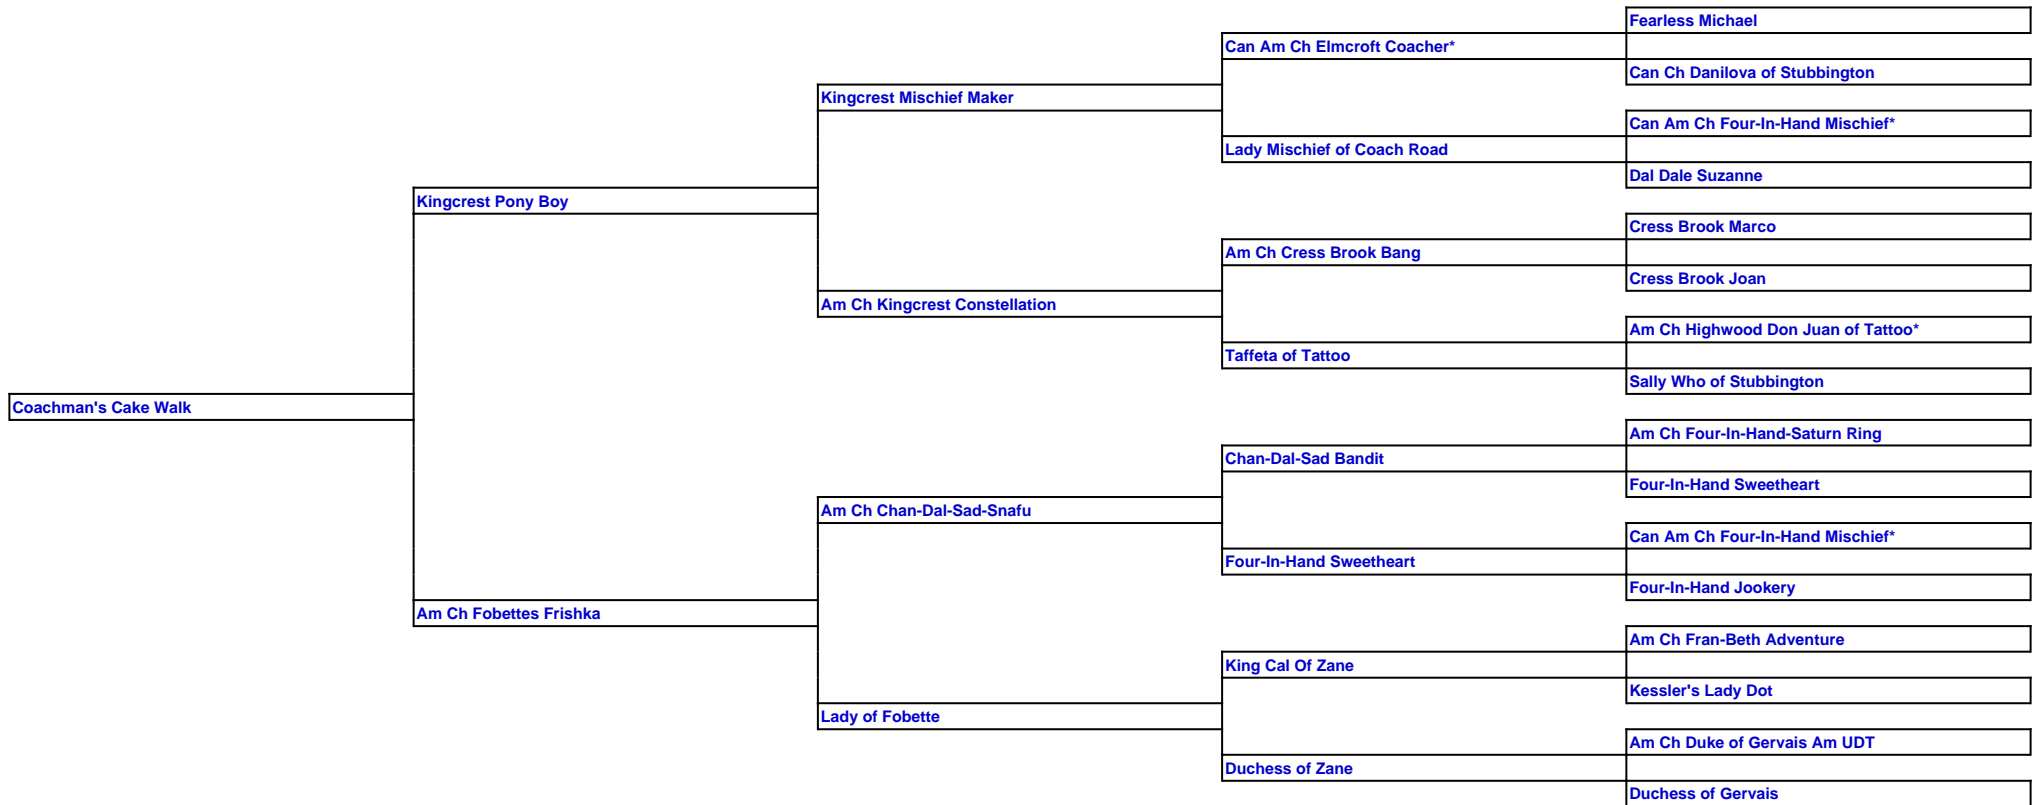 Fearless Michael
Can Am Ch Elmcroft Coacher*
Can Ch Danilova of Stubbington
Kingcrest Mischief Maker
Can Am Ch Four-In-Hand Mischief*
Lady Mischief of Coach Road
Dal Dale Suzanne
Kingcrest Pony Boy
Cress Brook Marco
Am Ch Cress Brook Bang
Cress Brook Joan
Am Ch Kingcrest Constellation
Am Ch Highwood Don Juan of Tattoo*
Taffeta of Tattoo
Sally Who of Stubbington
Coachman's Cake Walk
Am Ch Four-In-Hand-Saturn Ring
Chan-Dal-Sad Bandit
Four-In-Hand Sweetheart
Am Ch Chan-Dal-Sad-Snafu
Can Am Ch Four-In-Hand Mischief*
Four-In-Hand Sweetheart
Four-In-Hand Jookery
Am Ch Fobettes Frishka
Am Ch Fran-Beth Adventure
King Cal Of Zane
Kessler's Lady Dot
Lady of Fobette
Am Ch Duke of Gervais Am UDT
Duchess of Zane
Duchess of Gervais